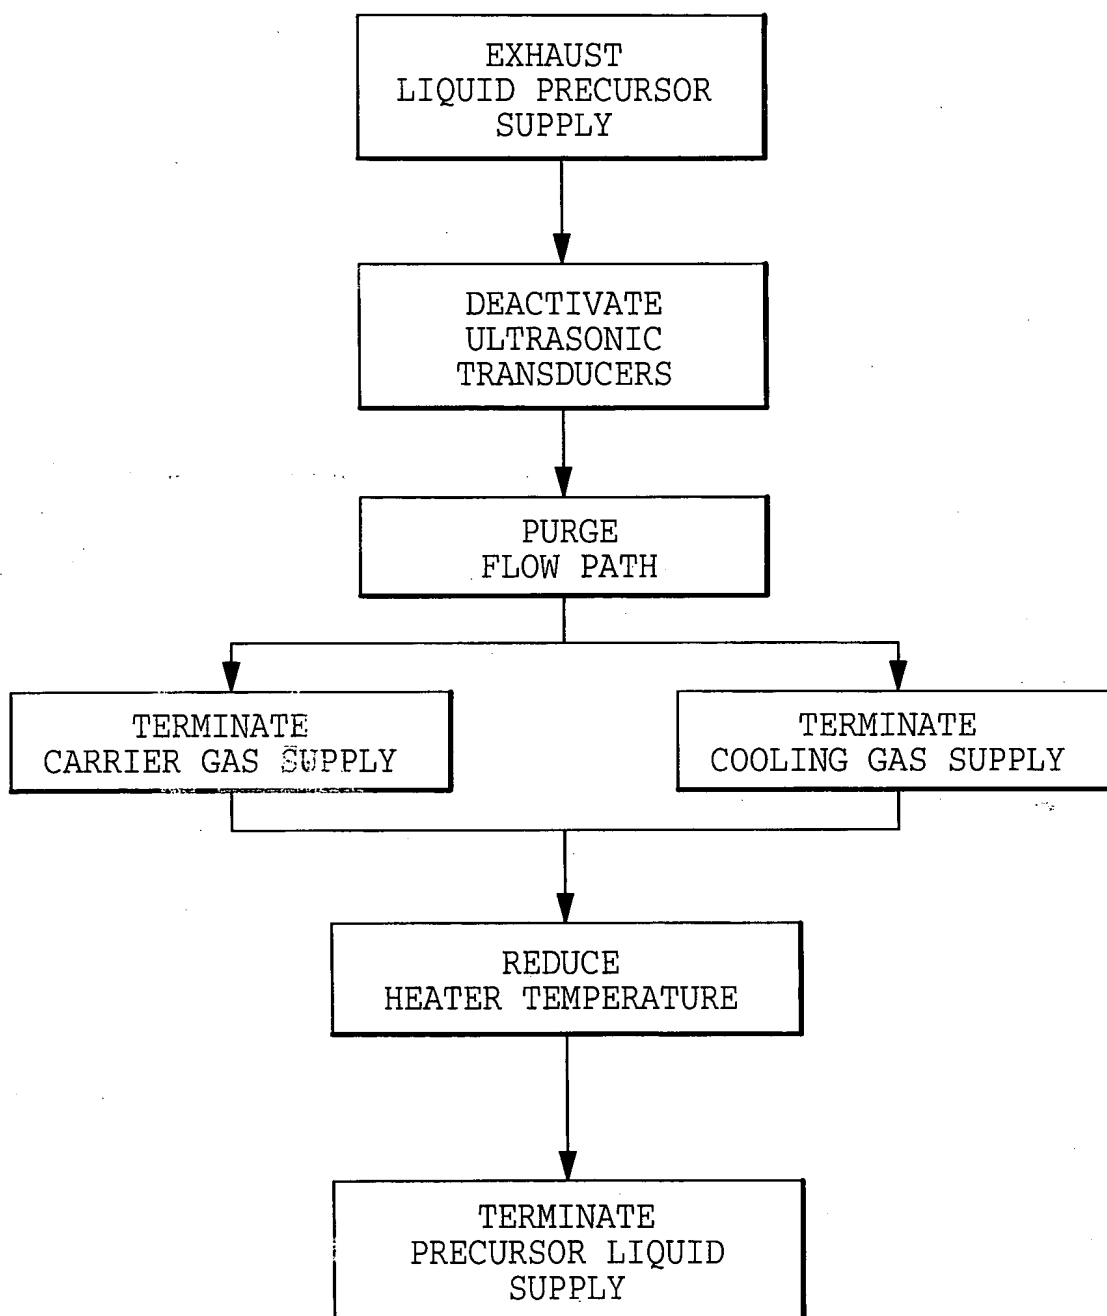 EXHAUST
LIQUID PRECURSOR
SUPPLY
DEACTIVATE
ULTRASONIC
TRANSDUCERS
PURGE
FLOW PATH
TERMINATE
CARRIER GAS SUPPLY
TERMINATE
COOLING GAS SUPPLY
REDUCE
HEATER TEMPERATURE
TERMINATE
PRECURSOR LIQUID
SUPPLY